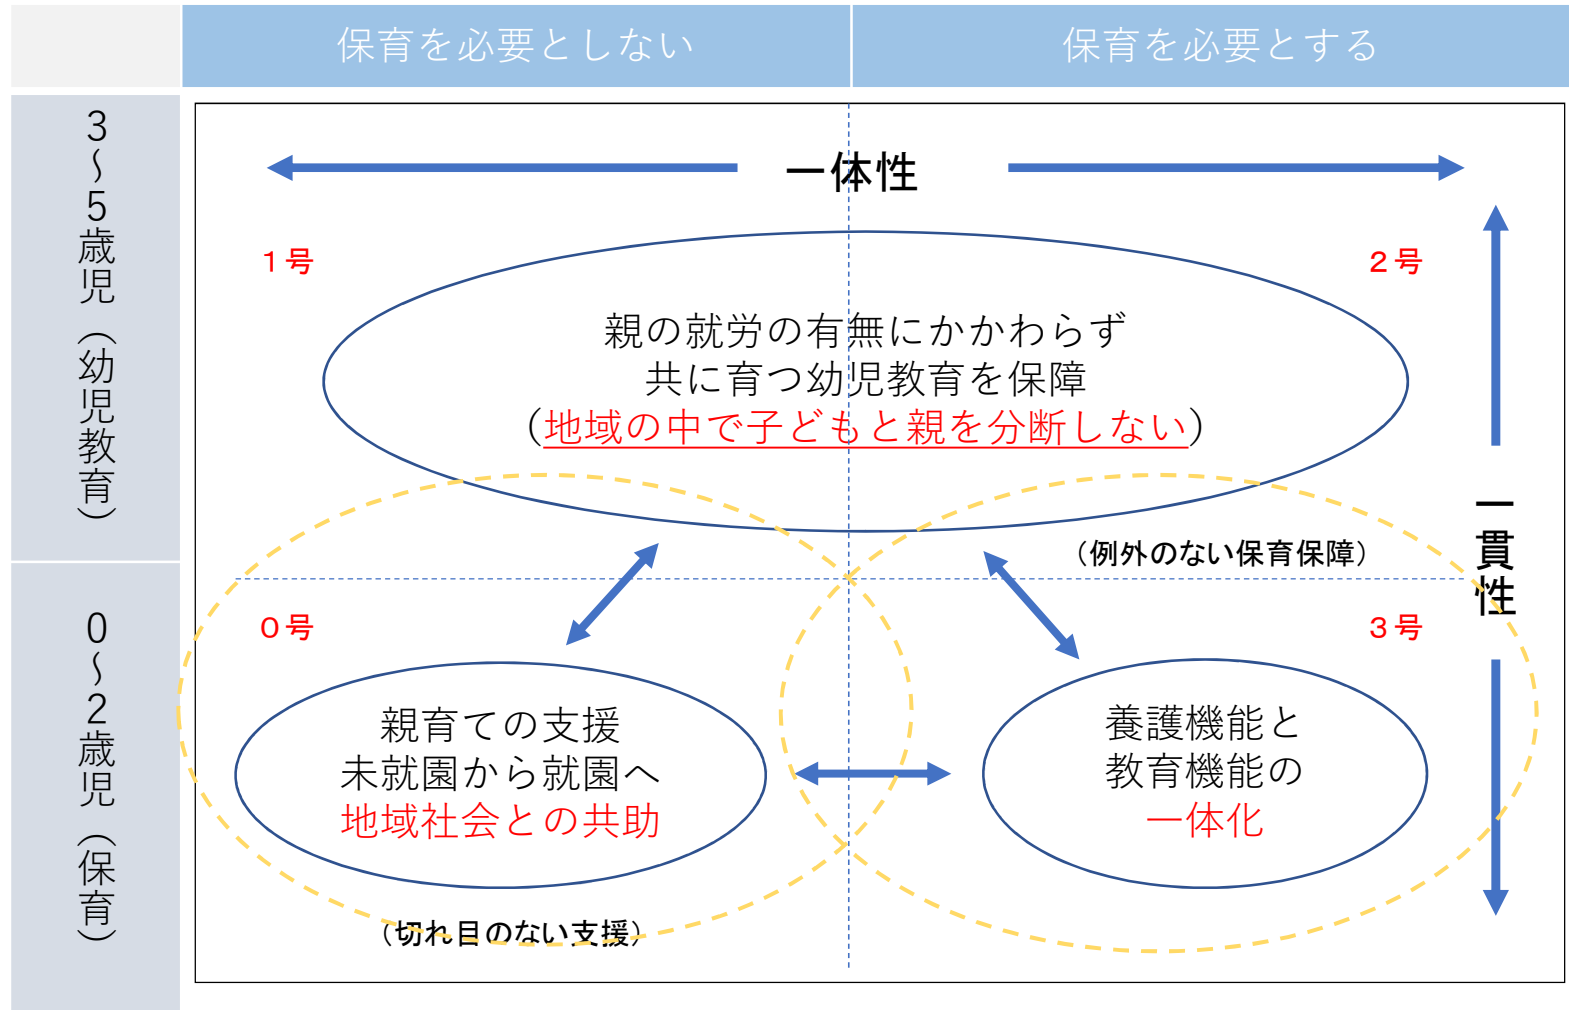 保育を必要としない
保育を必要とする
3～5歳児（幼児教育）
一体性
１号
２号
親の就労の有無にかかわらず
共に育つ幼児教育を保障
（地域の中で子どもと親を分断しない）
一貫性
（例外のない保育保障）
0～2歳児（保育）
０号
３号
親育ての支援
未就園から就園へ
地域社会との共助
養護機能と
教育機能の
一体化
（切れ目のない支援）